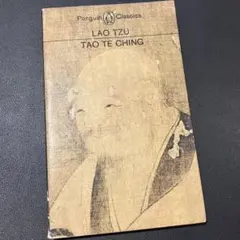 Penguin Classics
LAO TZU
TAO TE CHING